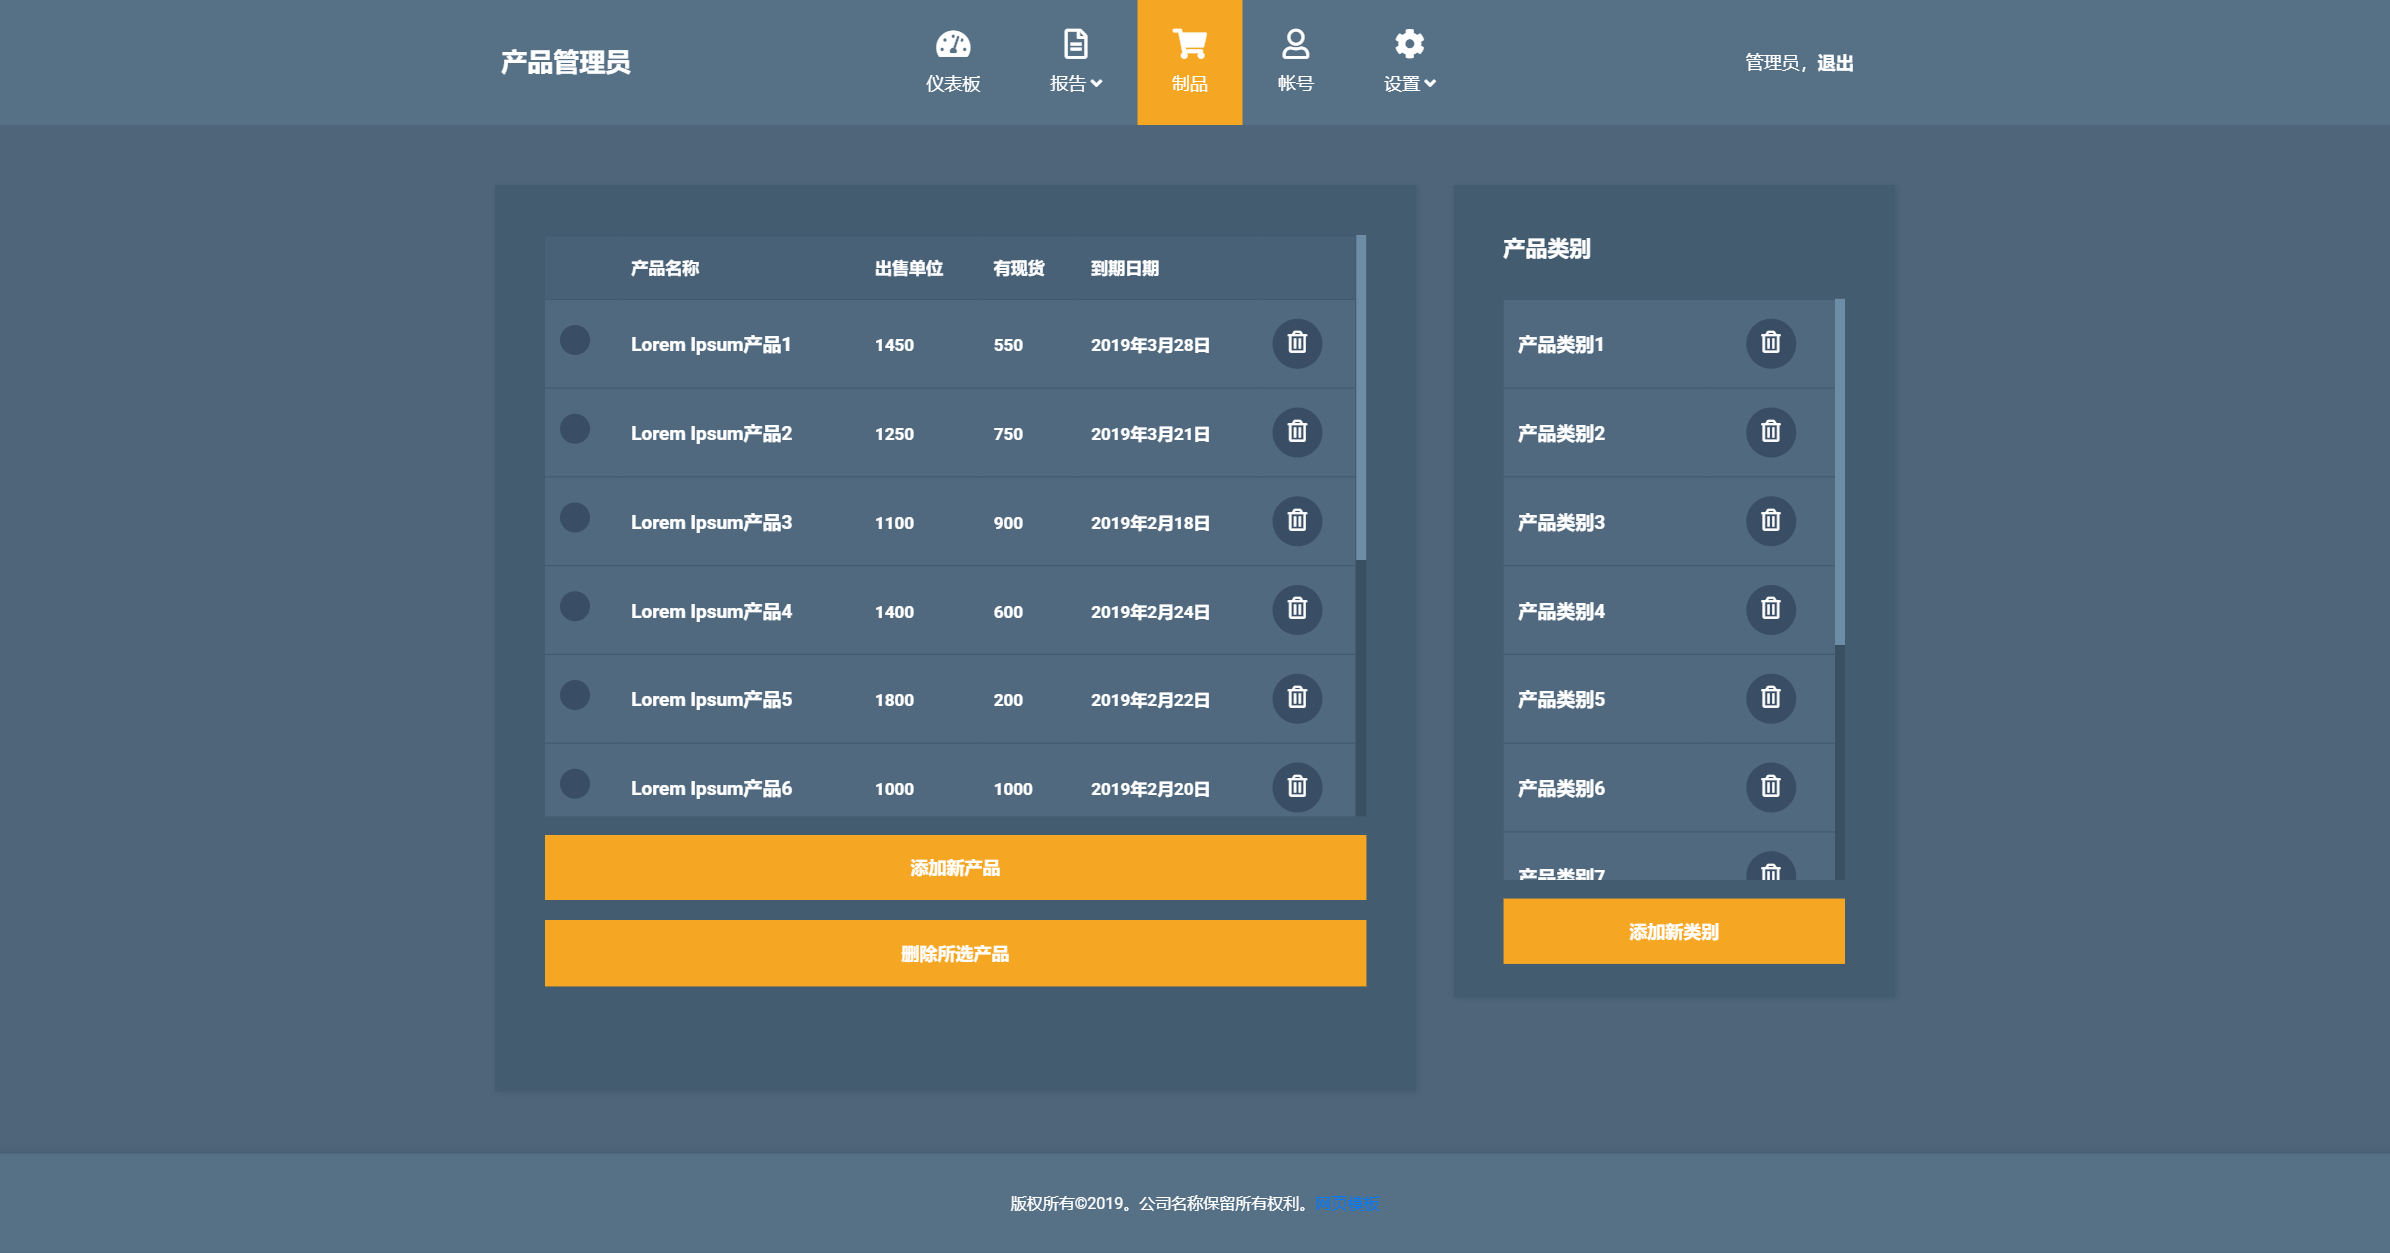 产品管理员
仪表板
报告
制品
帐号
设置
管理员，退出
产品名称 出售单位 有现货 到期日期
Lorem Ipsum产品1 1450 550 2019年3月28日
Lorem Ipsum产品2 1250 750 2019年3月21日
Lorem Ipsum产品3 1100 900 2019年2月18日
Lorem Ipsum产品4 1400 600 2019年2月24日
Lorem Ipsum产品5 1800 200 2019年2月22日
Lorem Ipsum产品6 1000 1000 2019年2月20日
添加新产品
删除所选产品
产品类别
产品类别1
产品类别2
产品类别3
产品类别4
产品类别5
产品类别6
产品类别7
添加新类别
版权所有©2019。公司名称保留所有权利。